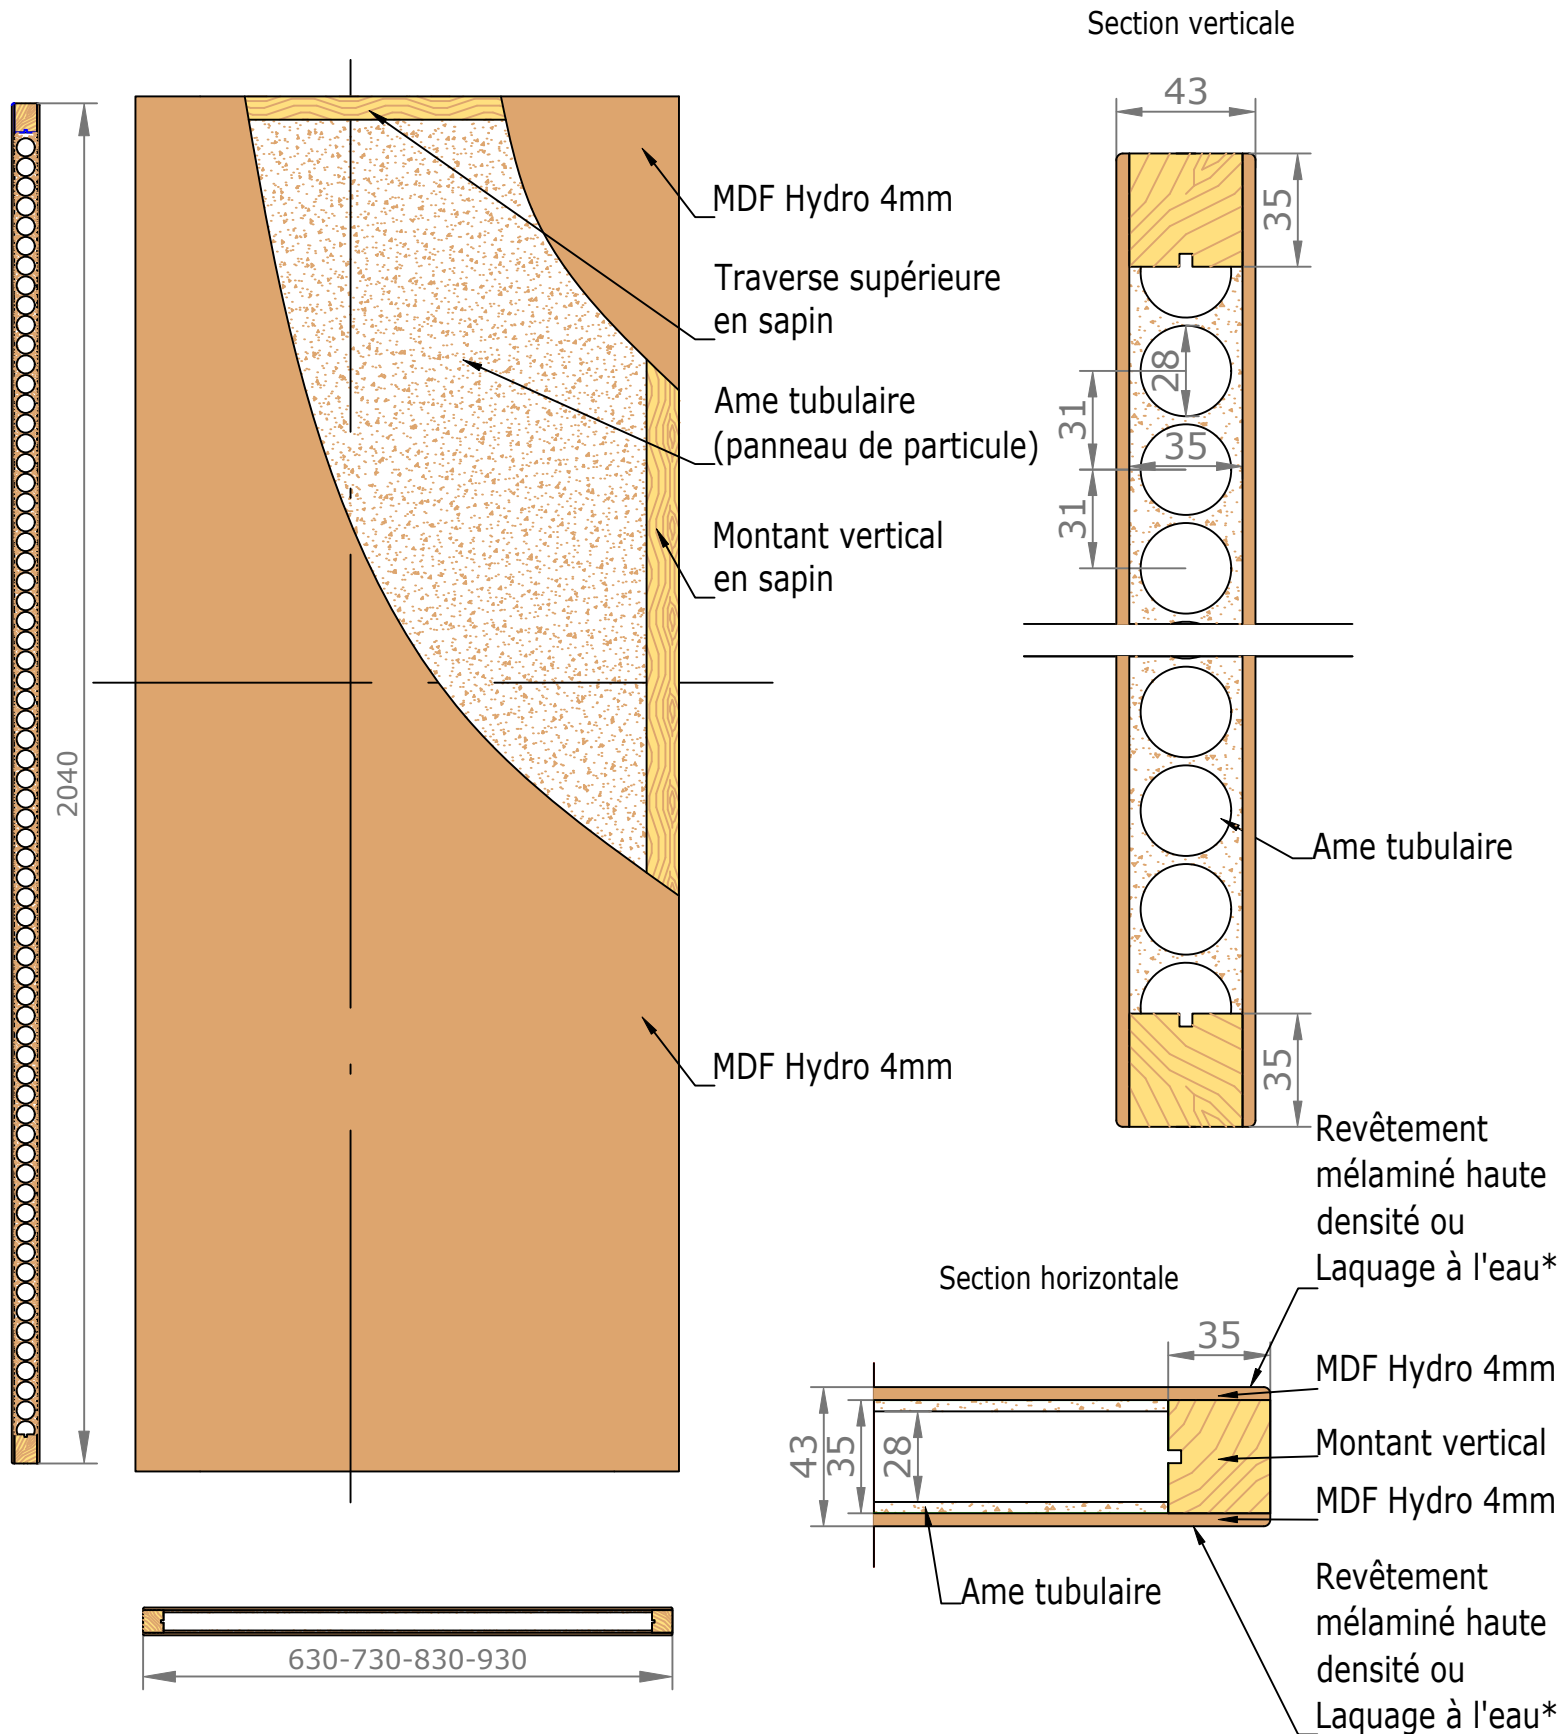 Section verticale
43
35
MDF Hydro 4mm
Traverse supérieure
en sapin
28
31
Ame tubulaire
(panneau de particule)
35
31
Montant vertical
en sapin
2040
Ame tubulaire
MDF Hydro 4mm
35
Revêtement
mélaminé haute
densité ou
Laquage à l'eau*
Section horizontale
35
MDF Hydro 4mm
43
35
28
Montant vertical
MDF Hydro 4mm
Ame tubulaire
Revêtement
mélaminé haute
densité ou
Laquage à l'eau*
630-730-830-930